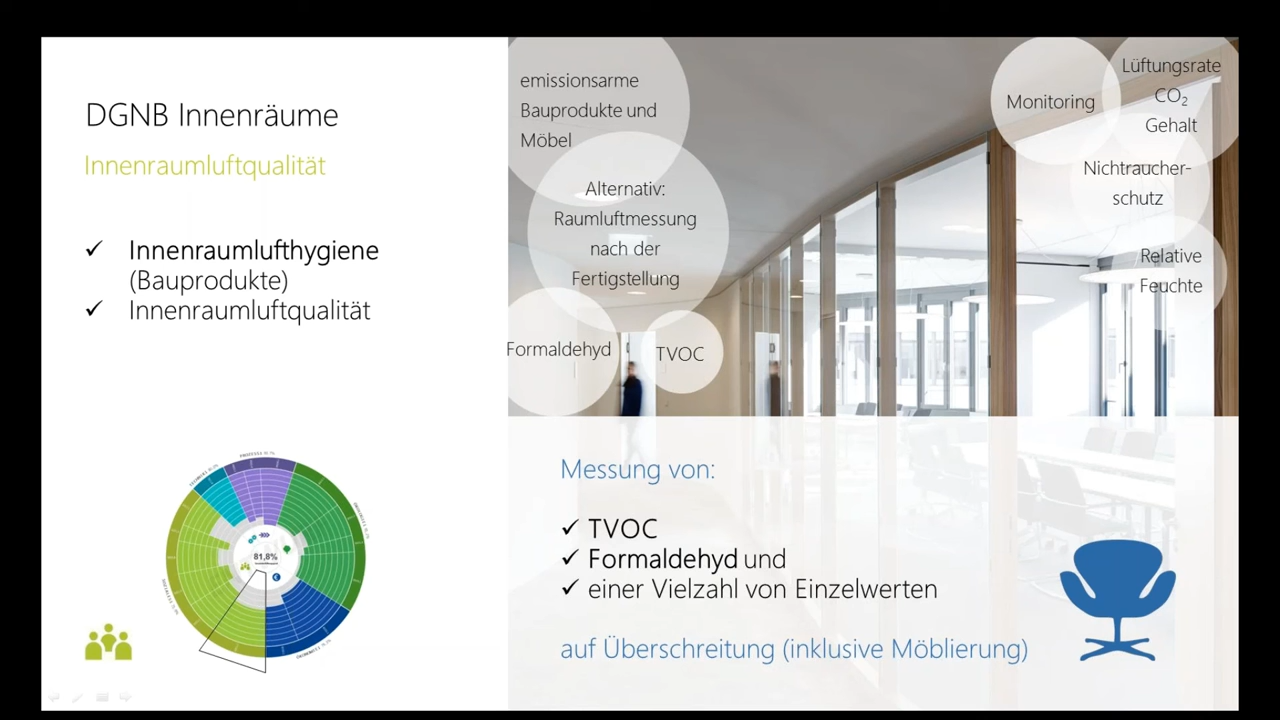 DGNB Innenräume
Innenraumluftqualität
✓ Innenraumlufthygiene
(Bauprodukte)
✓ Innenraumluftqualität
81,8%
emissionsarme
Bauprodukte und
Möbel
Alternativ:
Raumluftmessung
nach der
Fertigstellung
Formaldehyd
TVOC
Monitoring
Lüftungsrate
CO₂
Gehalt
Nichtraucher-
schutz
Relative
Feuchte
Messung von:
✓ TVOC
✓ Formaldehyd und
✓ einer Vielzahl von Einzelwerten
auf Überschreitung (inklusive Möblierung)